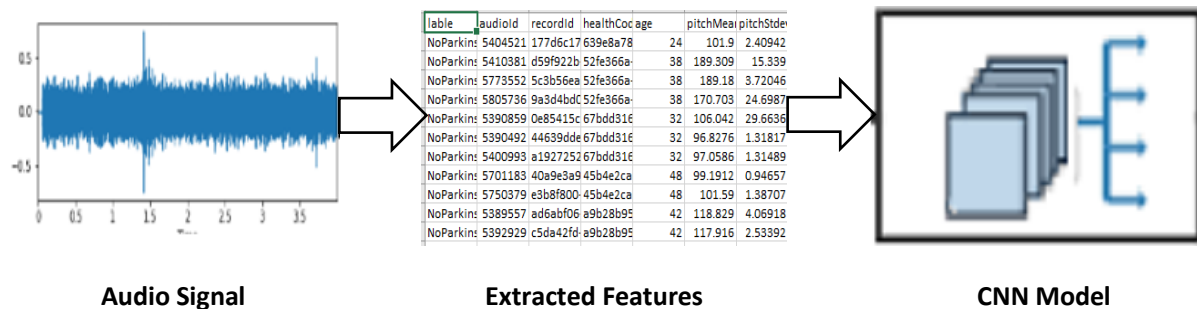 0.5
0.0
−0.5
0 0.5 1 1.5 2 2.5 3 3.5
lable audioId recordId healthCod age pitchMean pitchStdev
NoParkins 5404521 177d6c17 639e8a78 24 101.9 2.40942
NoParkins 5410381 d59f922b 52fe366a- 38 189.309 15.339
NoParkins 5773552 5c3b56ea 52fe366a- 38 189.18 3.72046
NoParkins 5805736 9a3d4bd0 52fe366a- 38 170.703 24.6987
NoParkins 5390859 0e85415c 67bdd316 32 106.042 29.6636
NoParkins 5390492 44639dde 67bdd316 32 96.8276 1.31817
NoParkins 5400993 a1927252 67bdd316 32 97.0586 1.31489
NoParkins 5701183 40a9e3a9 45b4e2ca 48 99.1912 0.94657
NoParkins 5750379 e3b8f800- 45b4e2ca 48 101.59 1.38707
NoParkins 5389557 ad6abf06 a9b28b95 42 118.829 4.06918
NoParkins 5392929 c5da42fd- a9b28b95 42 117.916 2.53392
Audio Signal
Extracted Features
CNN Model